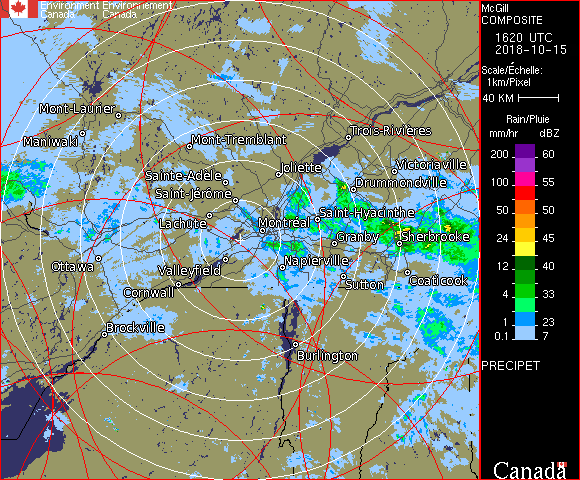 Environment Environnement
Canada Canada
McGill
COMPOSITE
1620 UTC
2018-10-15
Scale/Échelle:
1km/Pixel
40 KM
Rain/Pluie
mm/hr dBZ
200 60
100 55
50 50
24 45
12 40
4 33
1 23
0.1 7
PRECIPET
Canada
Mont-Laurier
Maniwaki
Mont-Tremblant
Trois-Rivières
Joliette
Victoriaville
Sainte-Adèle
Drummondville
Saint-Jérôme
Lachute
Saint-Hyacinthe
Montréal
Granby
Sherbrooke
Ottawa
Valleyfield
Napierville
Cornwall
Sutton
Coaticook
Brockville
Burlington